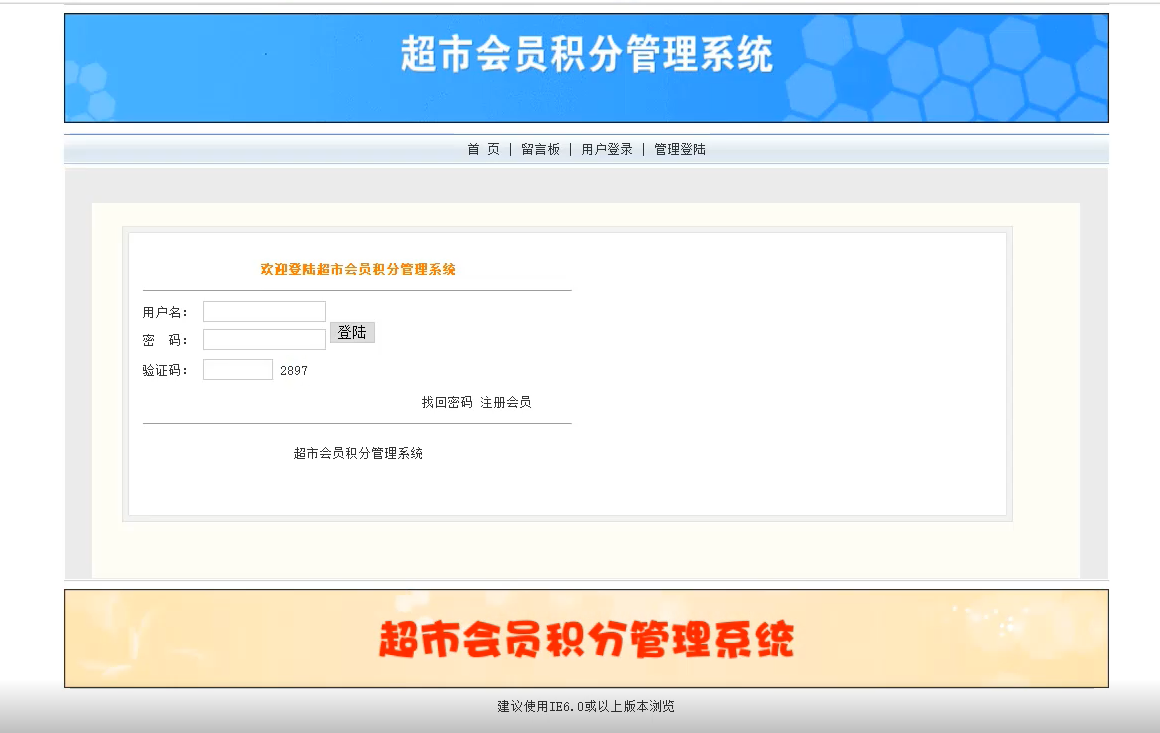 超市会员积分管理系统
首 页 | 留言板 | 用户登录 | 管理登陆
欢迎登陆超市会员积分管理系统
用户名：
登陆
密 码：
验证码： 2897
找回密码 注册会员
超市会员积分管理系统
超市会员积分管理系统
建议使用IE6.0或以上版本浏览